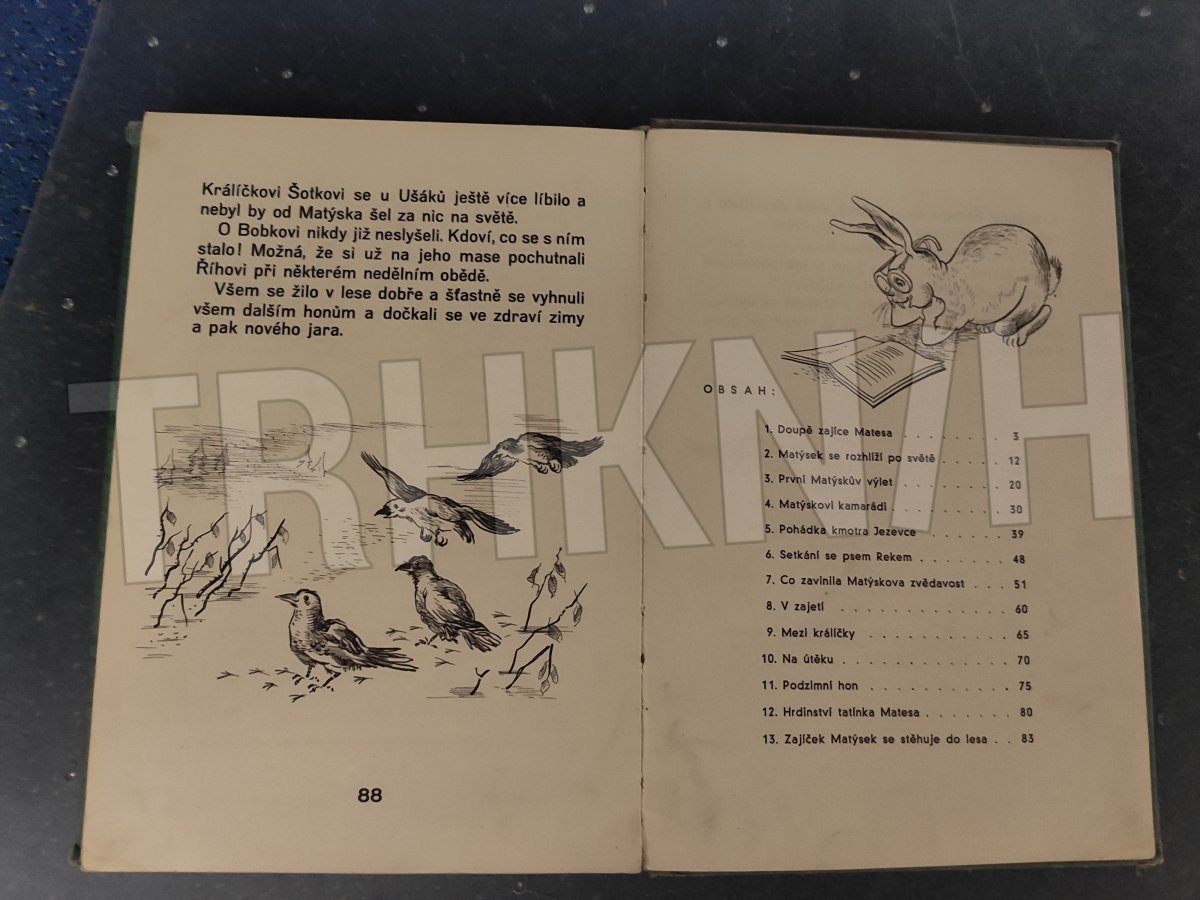 Králíčkovi Šotkovi se u Ušáků ještě více líbilo a
nebyl by od Matýska šel za nic na světě.
O Bobkovi nikdy již neslyšeli. Kdoví, co se s ním
stalo! Možná, že si už na jeho mase pochutnali
Říhovi při některém nedělním obědě.
Všem se žilo v lese dobře a šťastně se vyhnuli
všem dalším honům a dočkali se ve zdraví zimy
a pak nového jara.
88
OBSAH:
1. Doupě zajíce Matesa . . . . . . . . 3
2. Matýsek se rozhlíží po světě . . . . . 12
3. První Matýskův výlet . . . . . . . . 20
4. Matýskovi kamarádi . . . . . . . . 30
5. Pohádka kmotra Jezevce . . . . . . 39
6. Setkání se psem Rekem . . . . . . . 48
7. Co zavinila Matýskova zvědavost . . . 51
8. V zajetí . . . . . . . . . . . . 60
9. Mezi králíčky . . . . . . . . . . 65
10. Na útěku . . . . . . . . . . . 70
11. Podzimní hon . . . . . . . . . . 75
12. Hrdinství tatínka Matesa . . . . . . 80
13. Zajíček Matýsek se stěhuje do lesa . . 83
TRHKNIH